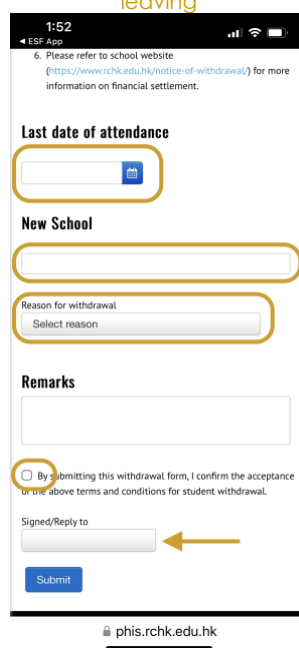 leaving
1:52
◄ ESF App
6. Please refer to school website
(https://www.rchk.edu.hk/notice-of-withdrawal/) for more
information on financial settlement.
Last date of attendance
New School
Reason for withdrawal
Select reason
Remarks
By submitting this withdrawal form, I confirm the acceptance
of the above terms and conditions for student withdrawal.
Signed/Reply to
Submit
phis.rchk.edu.hk